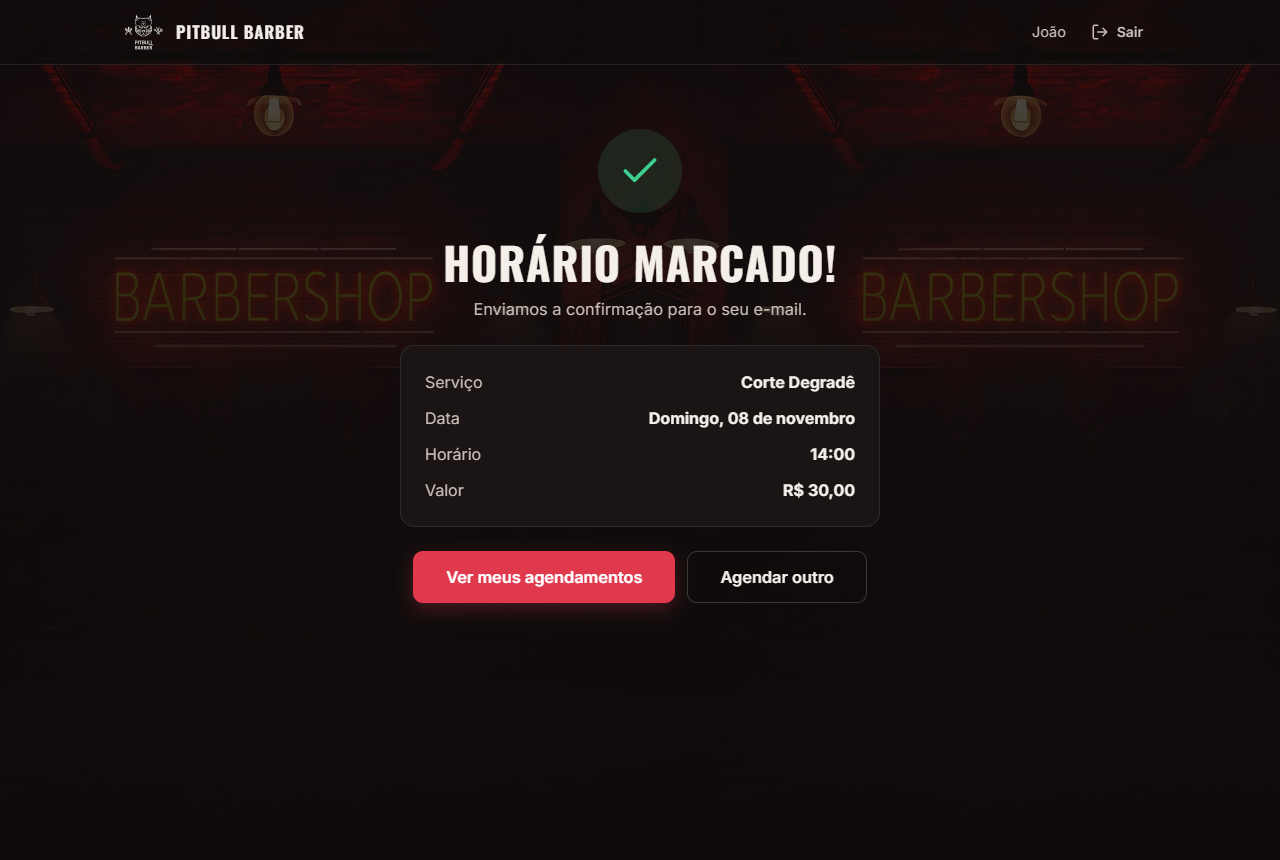 PITBULL BARBER
PITBULL BARBER
João
Sair
BARBERSHOP
BARBERSHOP
HORÁRIO MARCADO!
Enviamos a confirmação para o seu e-mail.
Serviço Corte Degradê
Data Domingo, 08 de novembro
Horário 14:00
Valor R$ 30,00
Ver meus agendamentos
Agendar outro